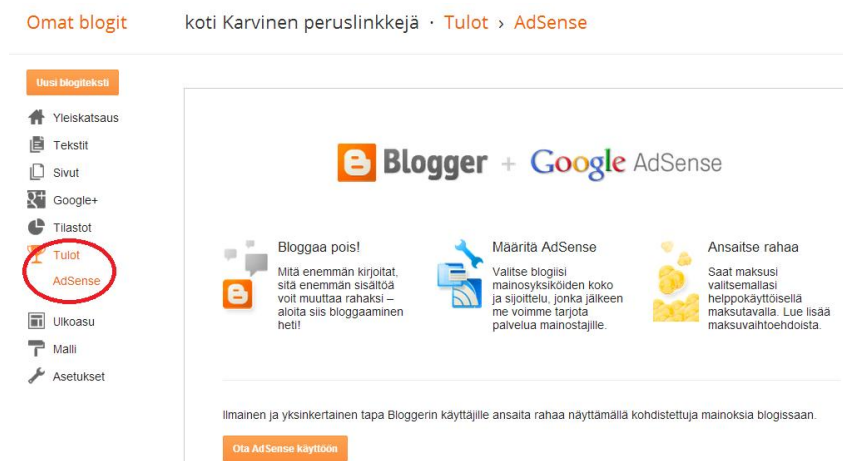 Omat blogit
koti Karvinen peruslinkkejä · Tulot › AdSense
Uusi blogiteksti
Yleiskatsaus
Tekstit
Sivut
Google+
Tilastot
Tulot
AdSense
Ulkoasu
Malli
Asetukset
Blogger + Google AdSense
Bloggaa pois!
Mitä enemmän kirjoitat,
sitä enemmän sisältöä
voit muuttaa rahaksi –
aloita siis bloggaaminen
heti!
Määritä AdSense
Valitse blogiisi
mainosyksiköiden koko
ja sijoittelu, jonka jälkeen
me voimme tarjota
palvelua mainostajille.
Ansaitse rahaa
Saat maksusi
valitsemallasi
helppokäyttöisellä
maksutavalla. Lue lisää
maksuvaihtoehdoista.
Ilmainen ja yksinkertainen tapa Bloggerin käyttäjille ansaita rahaa näyttämällä kohdistettuja mainoksia blogissaan.
Ota AdSense käyttöön